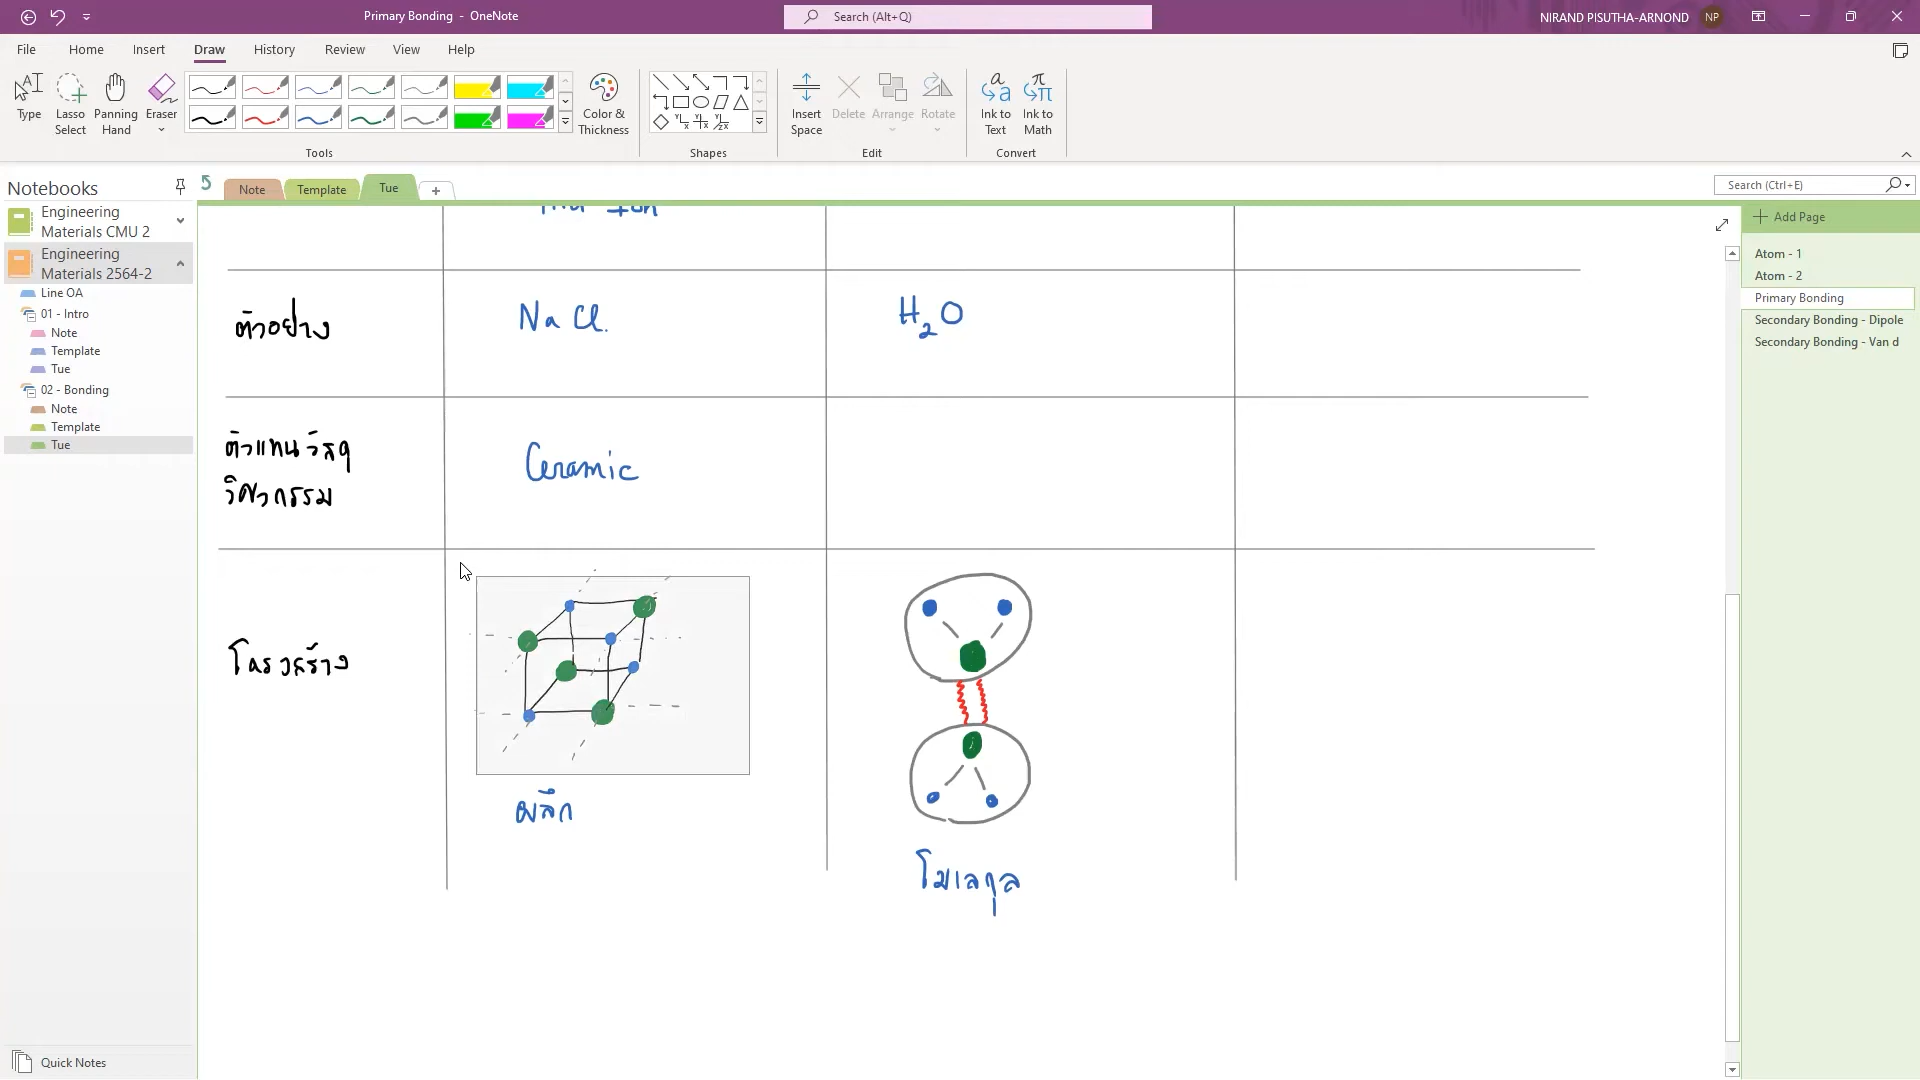 Primary Bonding - OneNote
Search (Alt+Q)
NIRAND PISUTHA-ARNOND
NP
File
Home
Insert
Draw
History
Review
View
Help
Type
Lasso
Select
Panning
Hand
Eraser
Color &
Thickness
Insert
Space
Delete
Arrange
Rotate
Ink to
Text
Ink to
Math
Tools
Shapes
Edit
Convert
Notebooks
Note
Template
Tue
Search (Ctrl+E)
Engineering
Materials CMU 2
Engineering
Materials 2564-2
Line OA
01 - Intro
Note
Template
Tue
02 - Bonding
Note
Template
Tue
Quick Notes
ตัวอย่าง
NaCl.
H2O
ตัวแทนวัสดุ
วิศวกรรม
Ceramic
โครงสร้าง
ผลึก
โมเลกุล
Add Page
Atom - 1
Atom - 2
Primary Bonding
Secondary Bonding - Dipole
Secondary Bonding - Van d